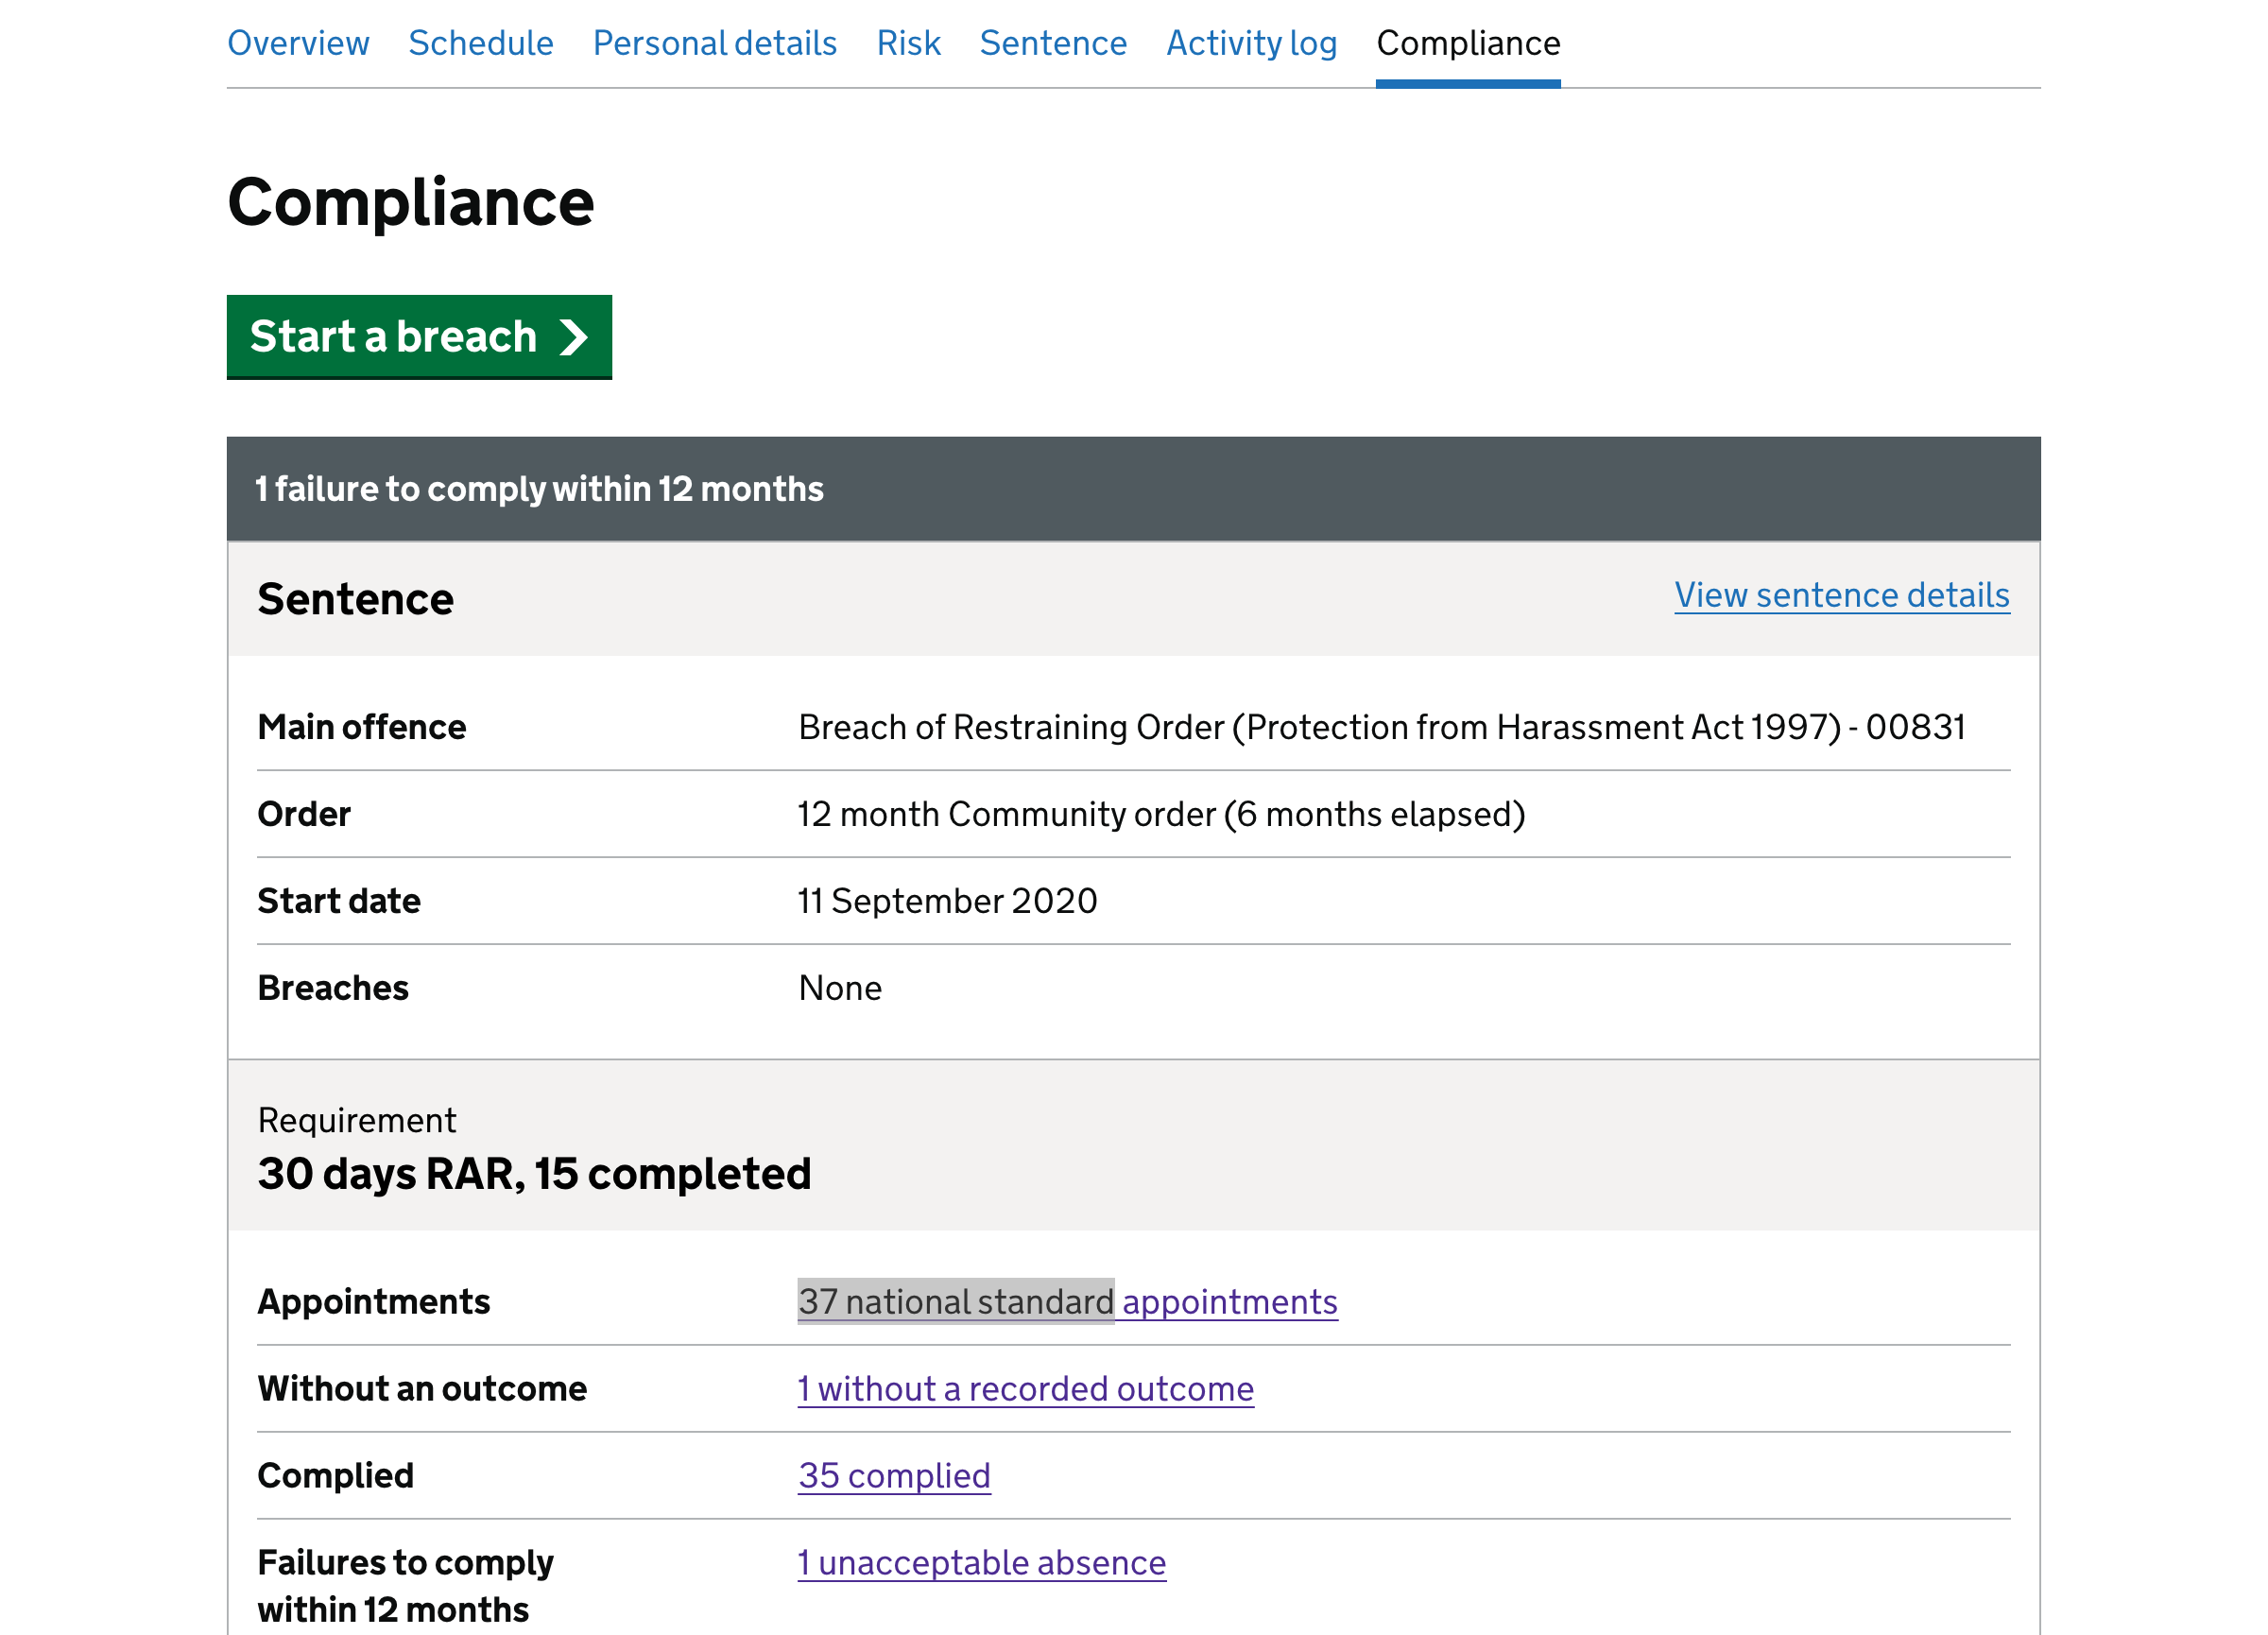 Overview Schedule Personal details Risk Sentence Activity log Compliance
Compliance
Start a breach
1 failure to comply within 12 months
Sentence View sentence details
Main offence Breach of Restraining Order (Protection from Harassment Act 1997) - 00831
Order 12 month Community order (6 months elapsed)
Start date 11 September 2020
Breaches None
Requirement
30 days RAR, 15 completed
Appointments 37 national standard appointments
Without an outcome 1 without a recorded outcome
Complied 35 complied
Failures to comply 1 unacceptable absence
within 12 months